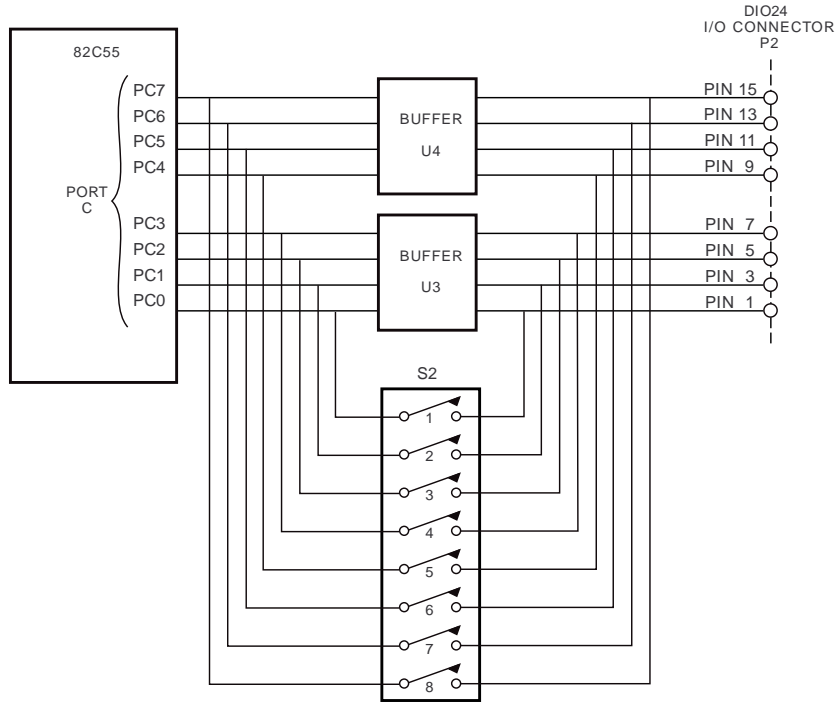 DIO24
I/O CONNECTOR
P2
82C55
PC7
PC6
PC5
PC4
PORT
C
PC3
PC2
PC1
PC0
BUFFER
U4
BUFFER
U3
PIN 15
PIN 13
PIN 11
PIN 9
PIN 7
PIN 5
PIN 3
PIN 1
S2
1
2
3
4
5
6
7
8